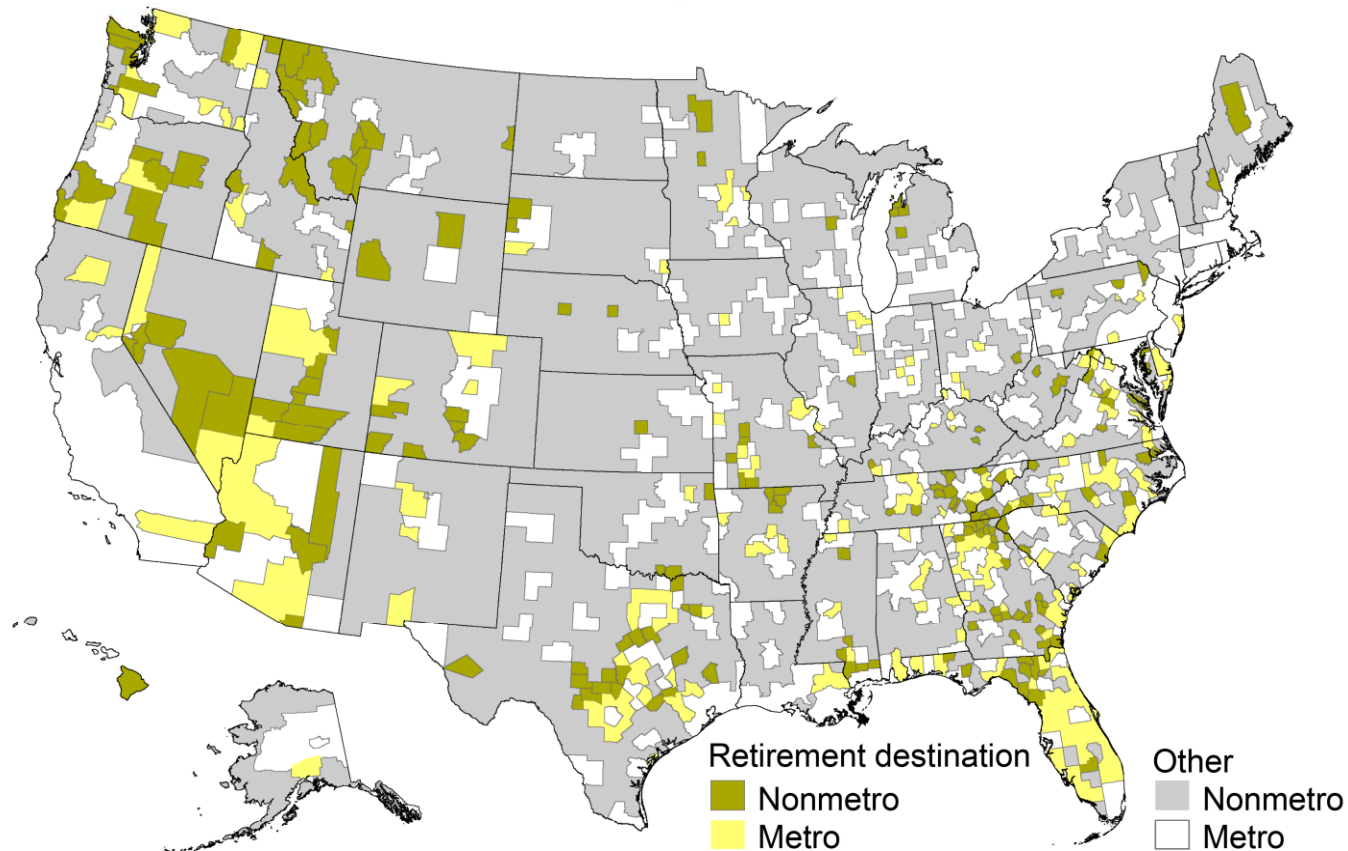 Retirement destination
Nonmetro
Metro
Other
Nonmetro
Metro